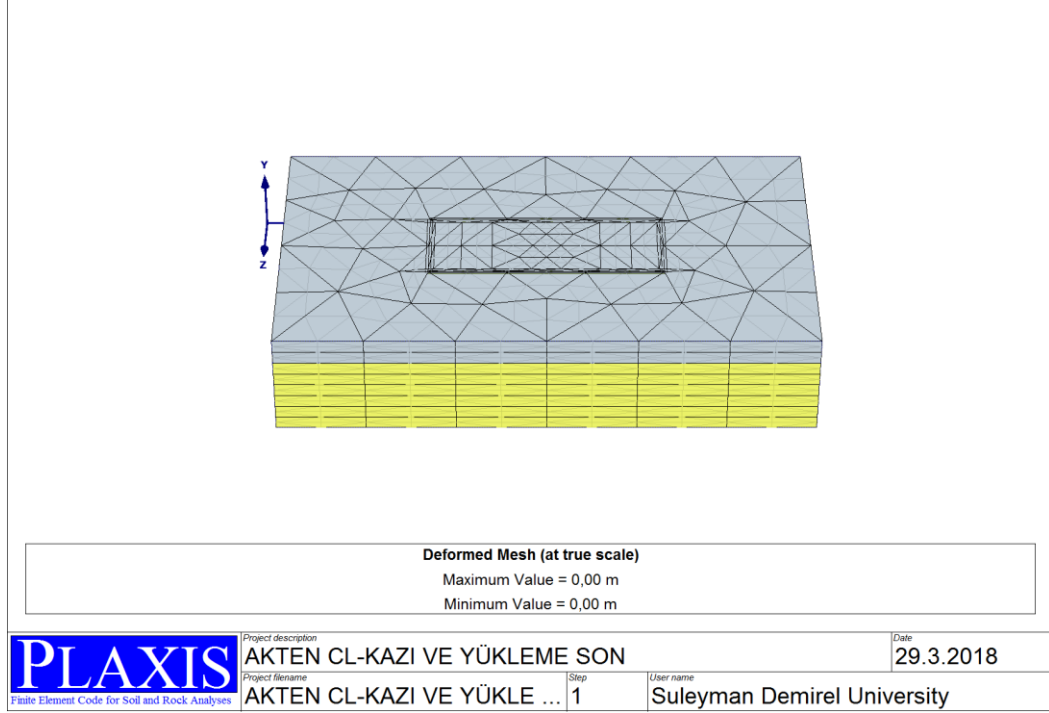 Y
Z
Deformed Mesh (at true scale)
Maximum Value = 0,00 m
Minimum Value = 0,00 m
PLAXIS
Finite Element Code for Soil and Rock Analyses
Project description
AKTEN CL-KAZI VE YÜKLEME SON
Date
29.3.2018
Project filename
AKTEN CL-KAZI VE YÜKLE ...
Step
1
User name
Suleyman Demirel University